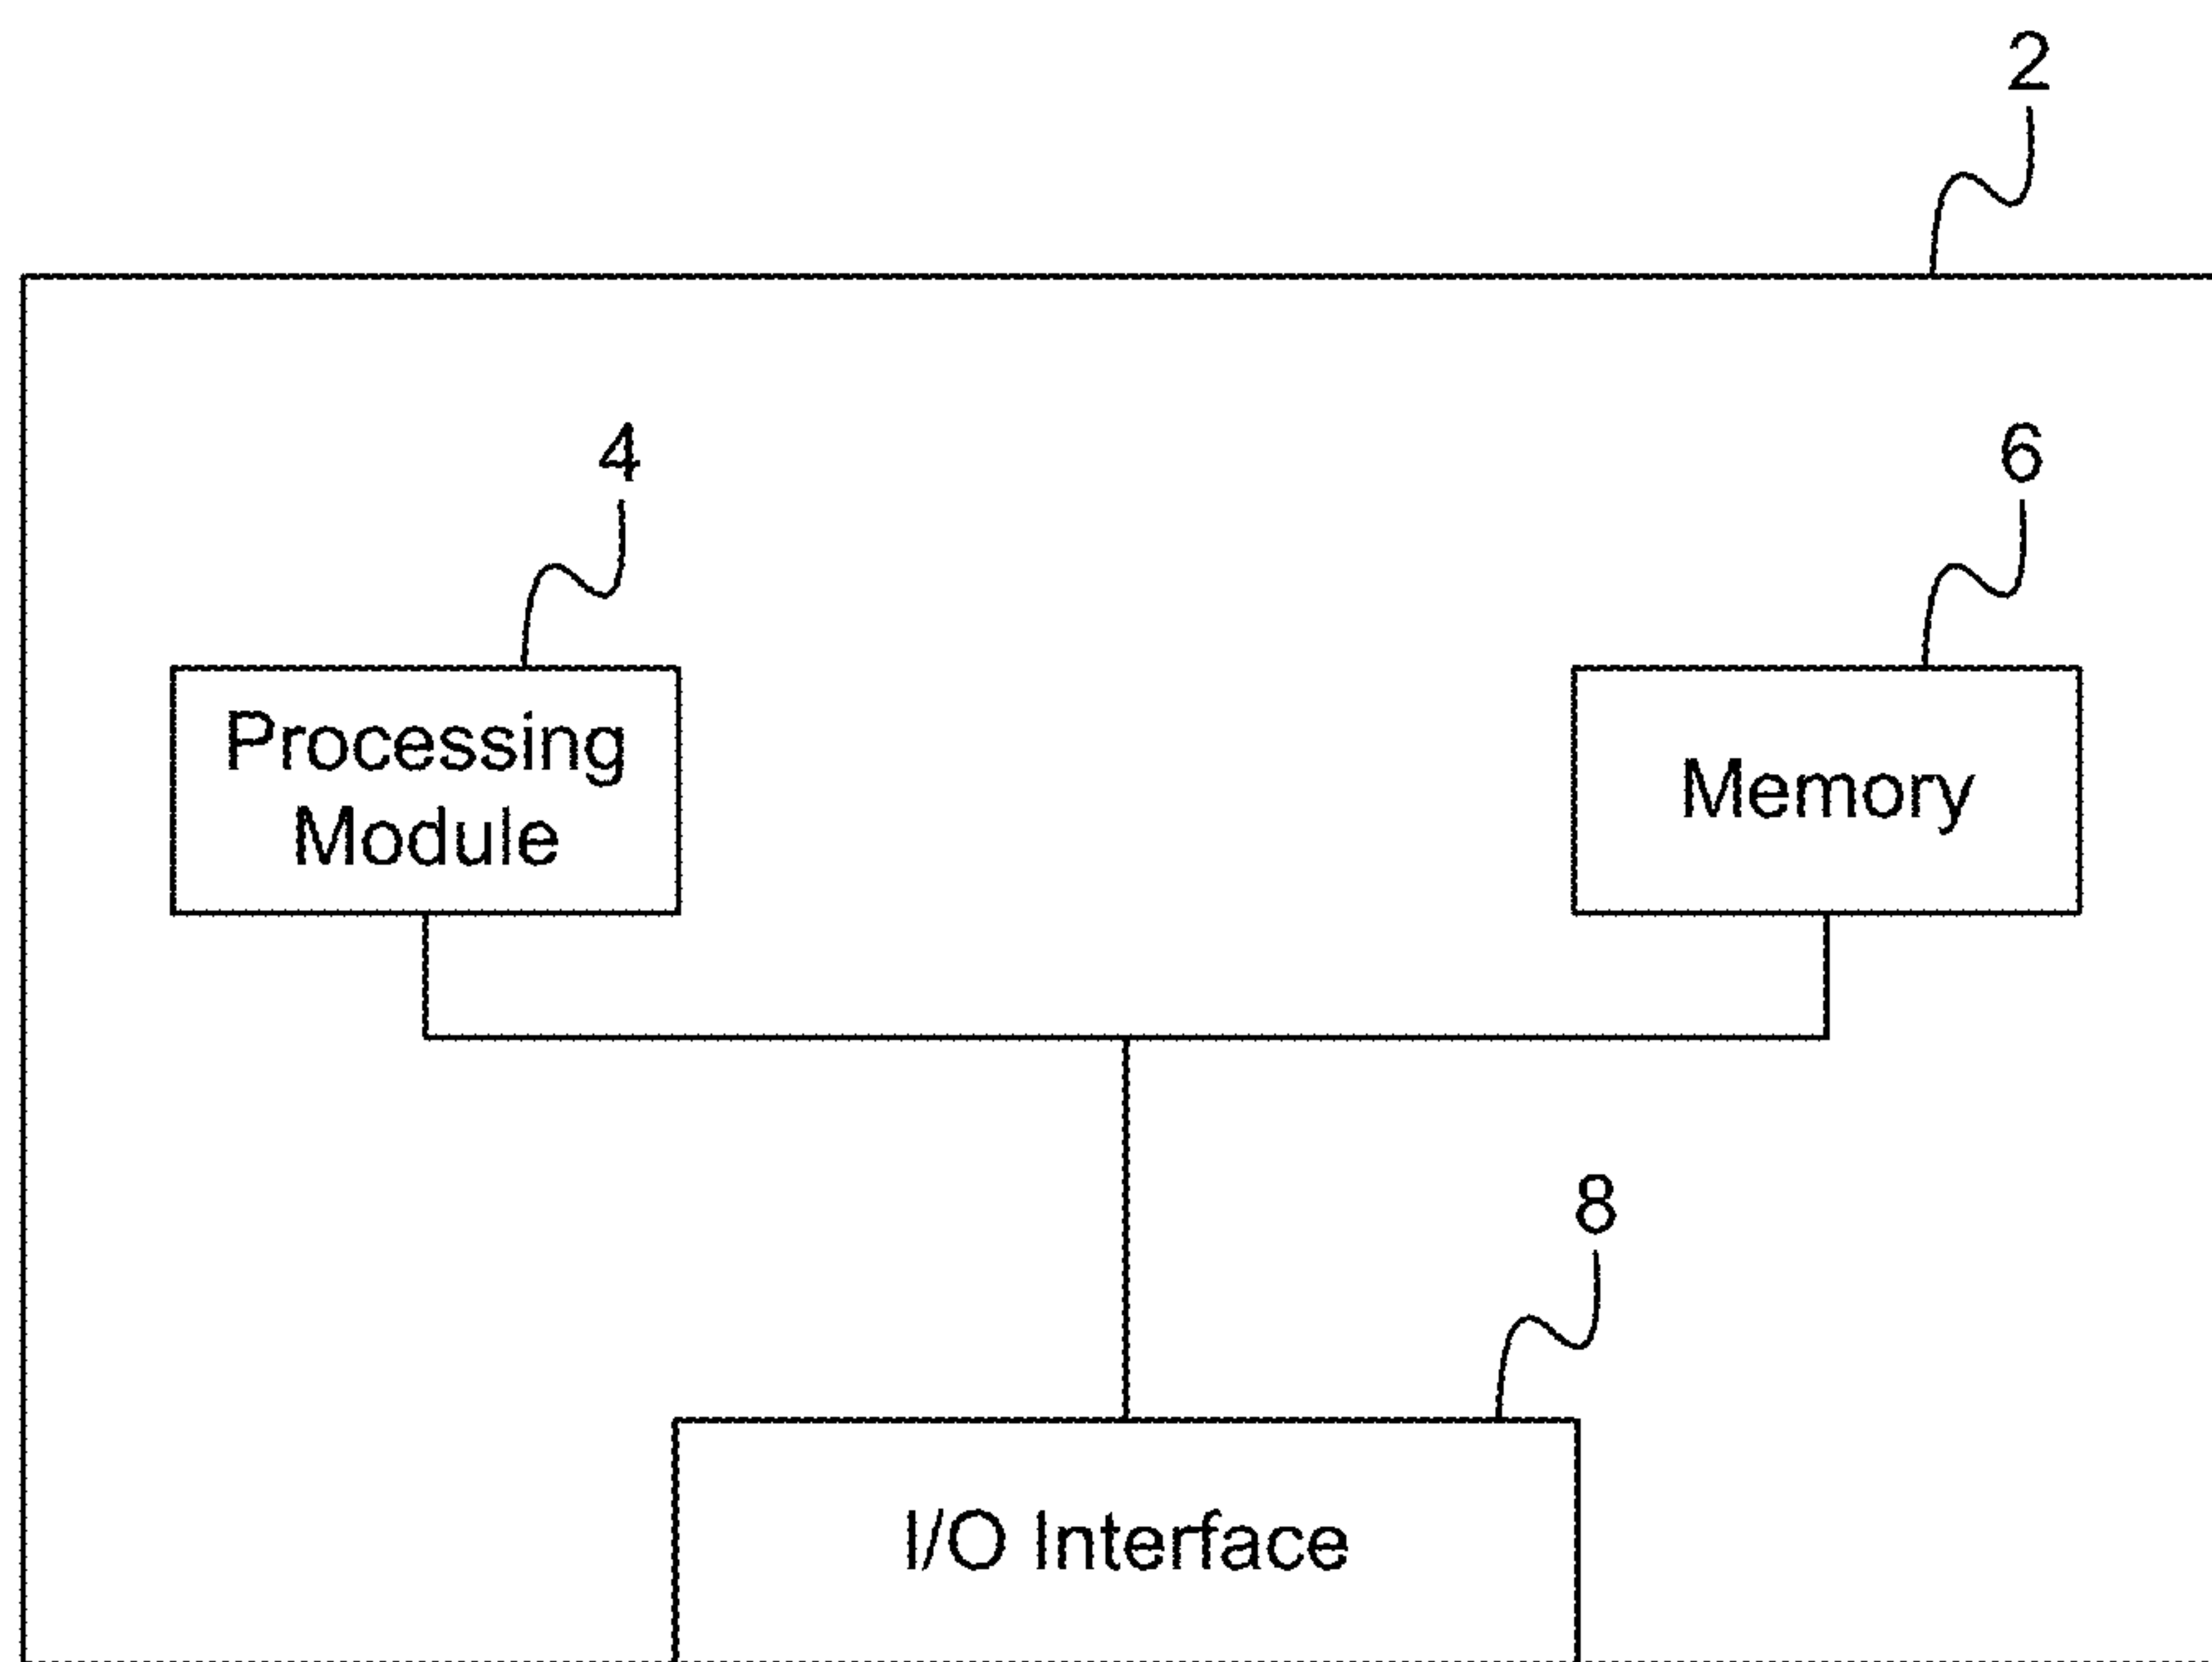 2
4
6
Processing
Module
Memory
8
I/O Interface